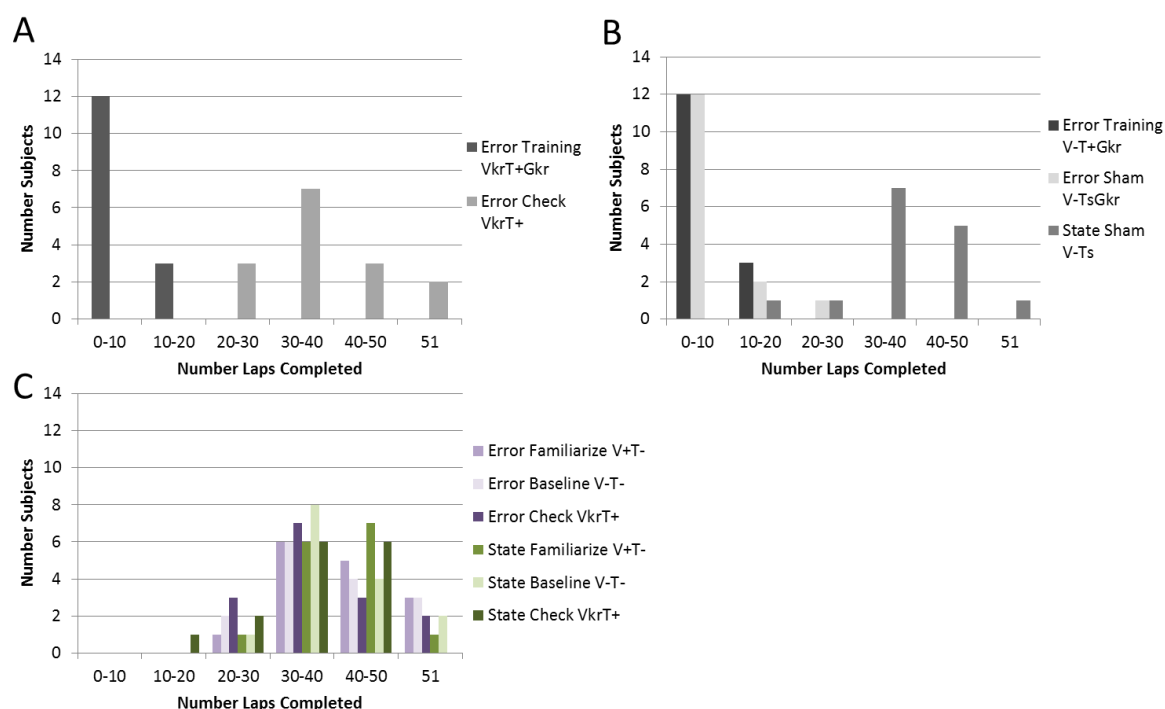 A
14
12
10
8
6
4
2
0
Number Subjects
0-10 10-20 20-30 30-40 40-50 51
Number Laps Completed
Error Training
VkrT+Gkr
Error Check
VkrT+
B
14
12
10
8
6
4
2
0
Number Subjects
0-10 10-20 20-30 30-40 40-50 51
Number Laps Completed
Error Training
V-T+Gkr
Error Sham
V-TsGkr
State Sham
V-Ts
C
14
12
10
8
6
4
2
0
Number Subjects
0-10 10-20 20-30 30-40 40-50 51
Number Laps Completed
Error Familiarize V+T-
Error Baseline V-T-
Error Check VkrT+
State Familiarize V+T-
State Baseline V-T-
State Check VkrT+